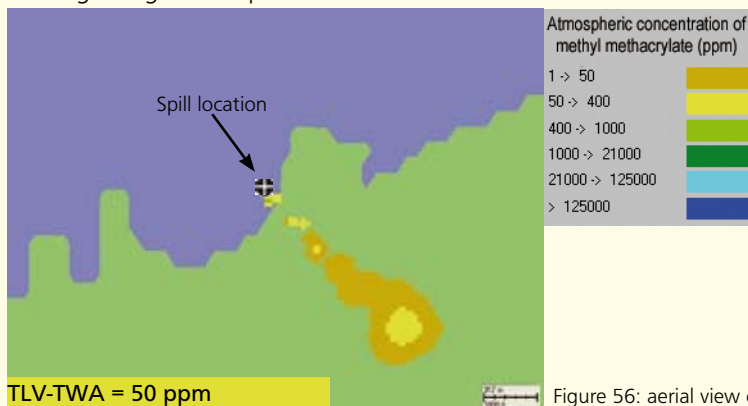 Spill location
TLV-TWA = 50 ppm
Atmospheric concentration of
methyl methacrylate (ppm)
1 -> 50
50 -> 400
400 -> 1000
1000 -> 21000
21000 -> 125000
> 125000
Figure 56: aerial view